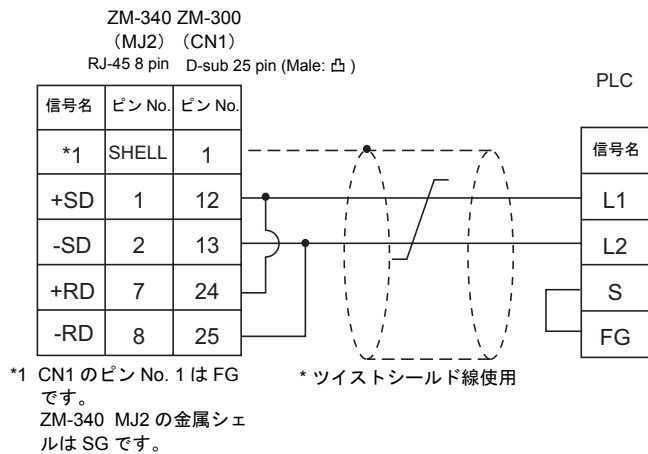 ZM-340 ZM-300
(MJ2) (CN1)
RJ-45 8 pin D-sub 25 pin (Male: 凸)
PLC
信号名 ピン No. ピン No. 信号名
*1 SHELL 1
+SD 1 12 L1
-SD 2 13 L2
+RD 7 24 S
-RD 8 25 FG
*1 CN1 のピン No. 1 は FG
です。
ZM-340 MJ2 の金属シェ
ルは SG です。
* ツイストシールド線使用